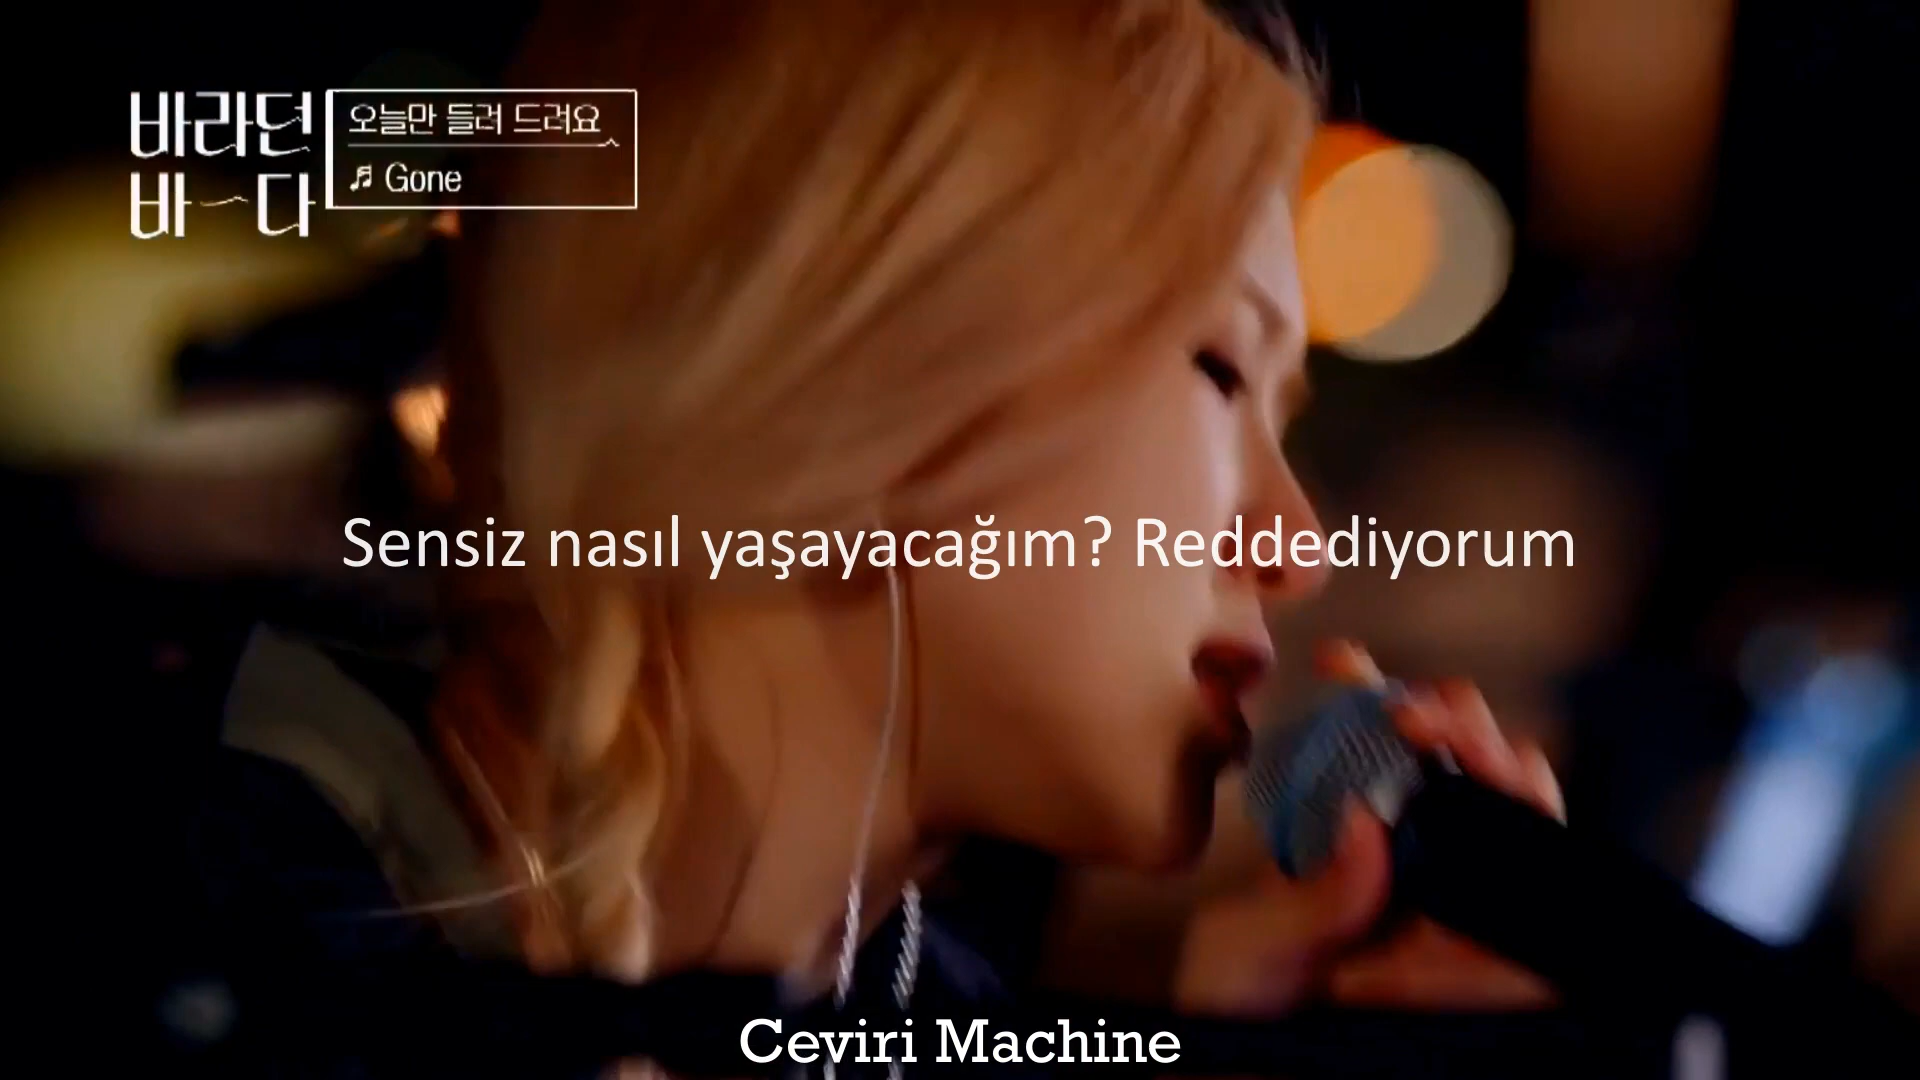 바라던
바다
오늘만 들려 드려요
♬ Gone
Sensiz nasıl yaşayacağım? Reddediyorum
Ceviri Machine